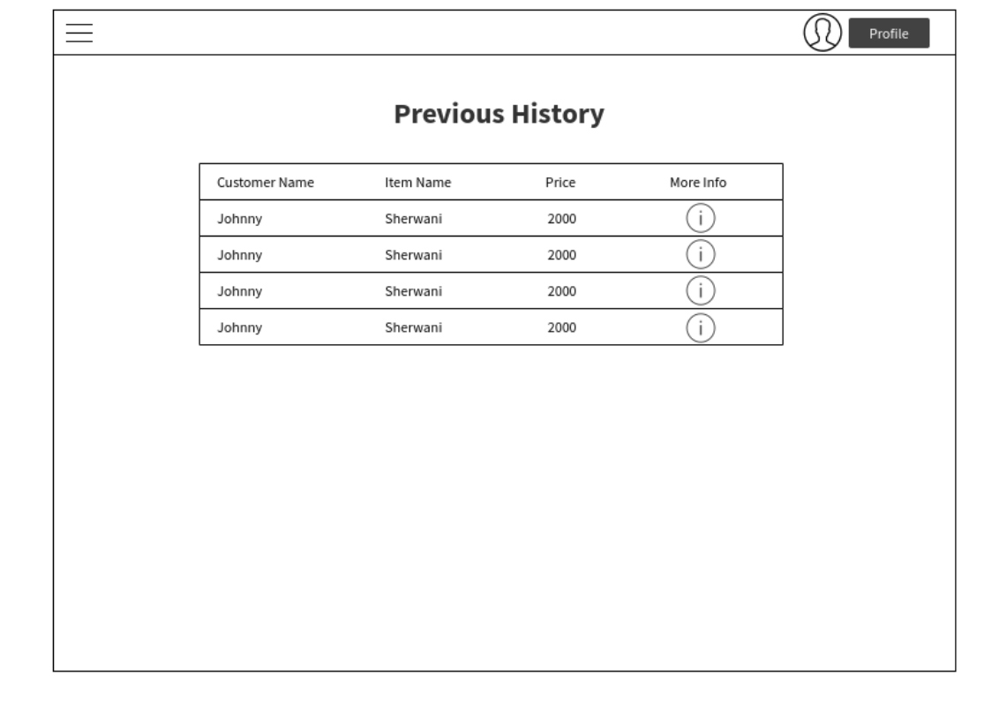 Profile
Previous History
Customer Name Item Name Price More Info
Johnny Sherwani 2000 i
Johnny Sherwani 2000 i
Johnny Sherwani 2000 i
Johnny Sherwani 2000 i